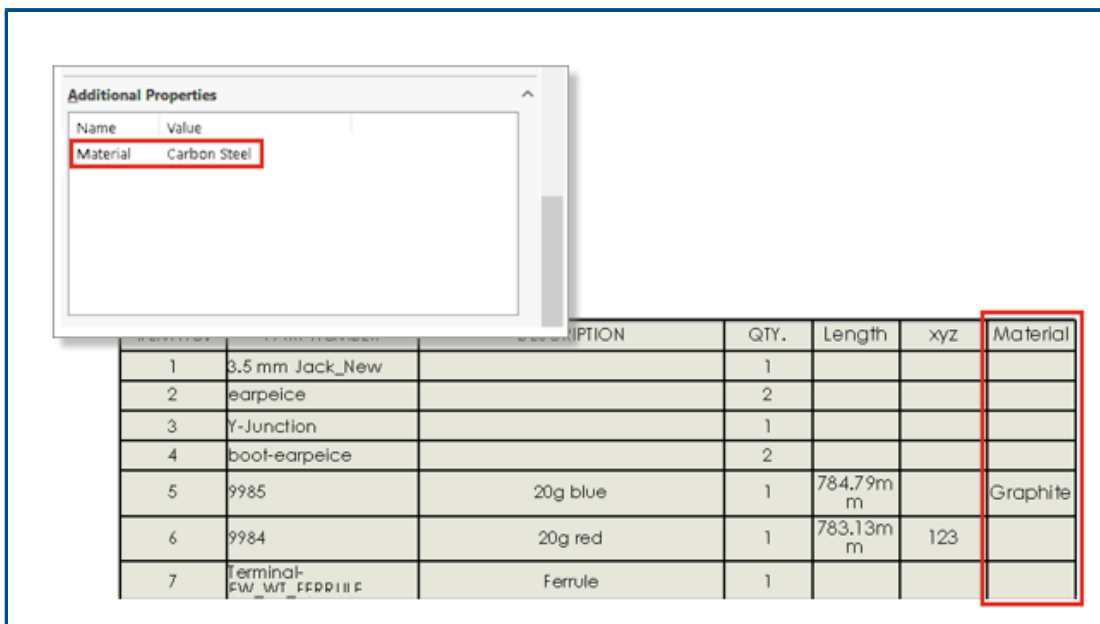 Additional Properties
Name Value
Material Carbon Steel
QTY. Length xyz Material
1 3.5 mm Jack_New 1
2 earpeice 2
3 Y-Junction 1
4 boot-earpeice 2
5 9985 20g blue 1 784.79m
m Graphite
6 9984 20g red 1 783.13m
m 123
7 Terminal-
Ferrule 1